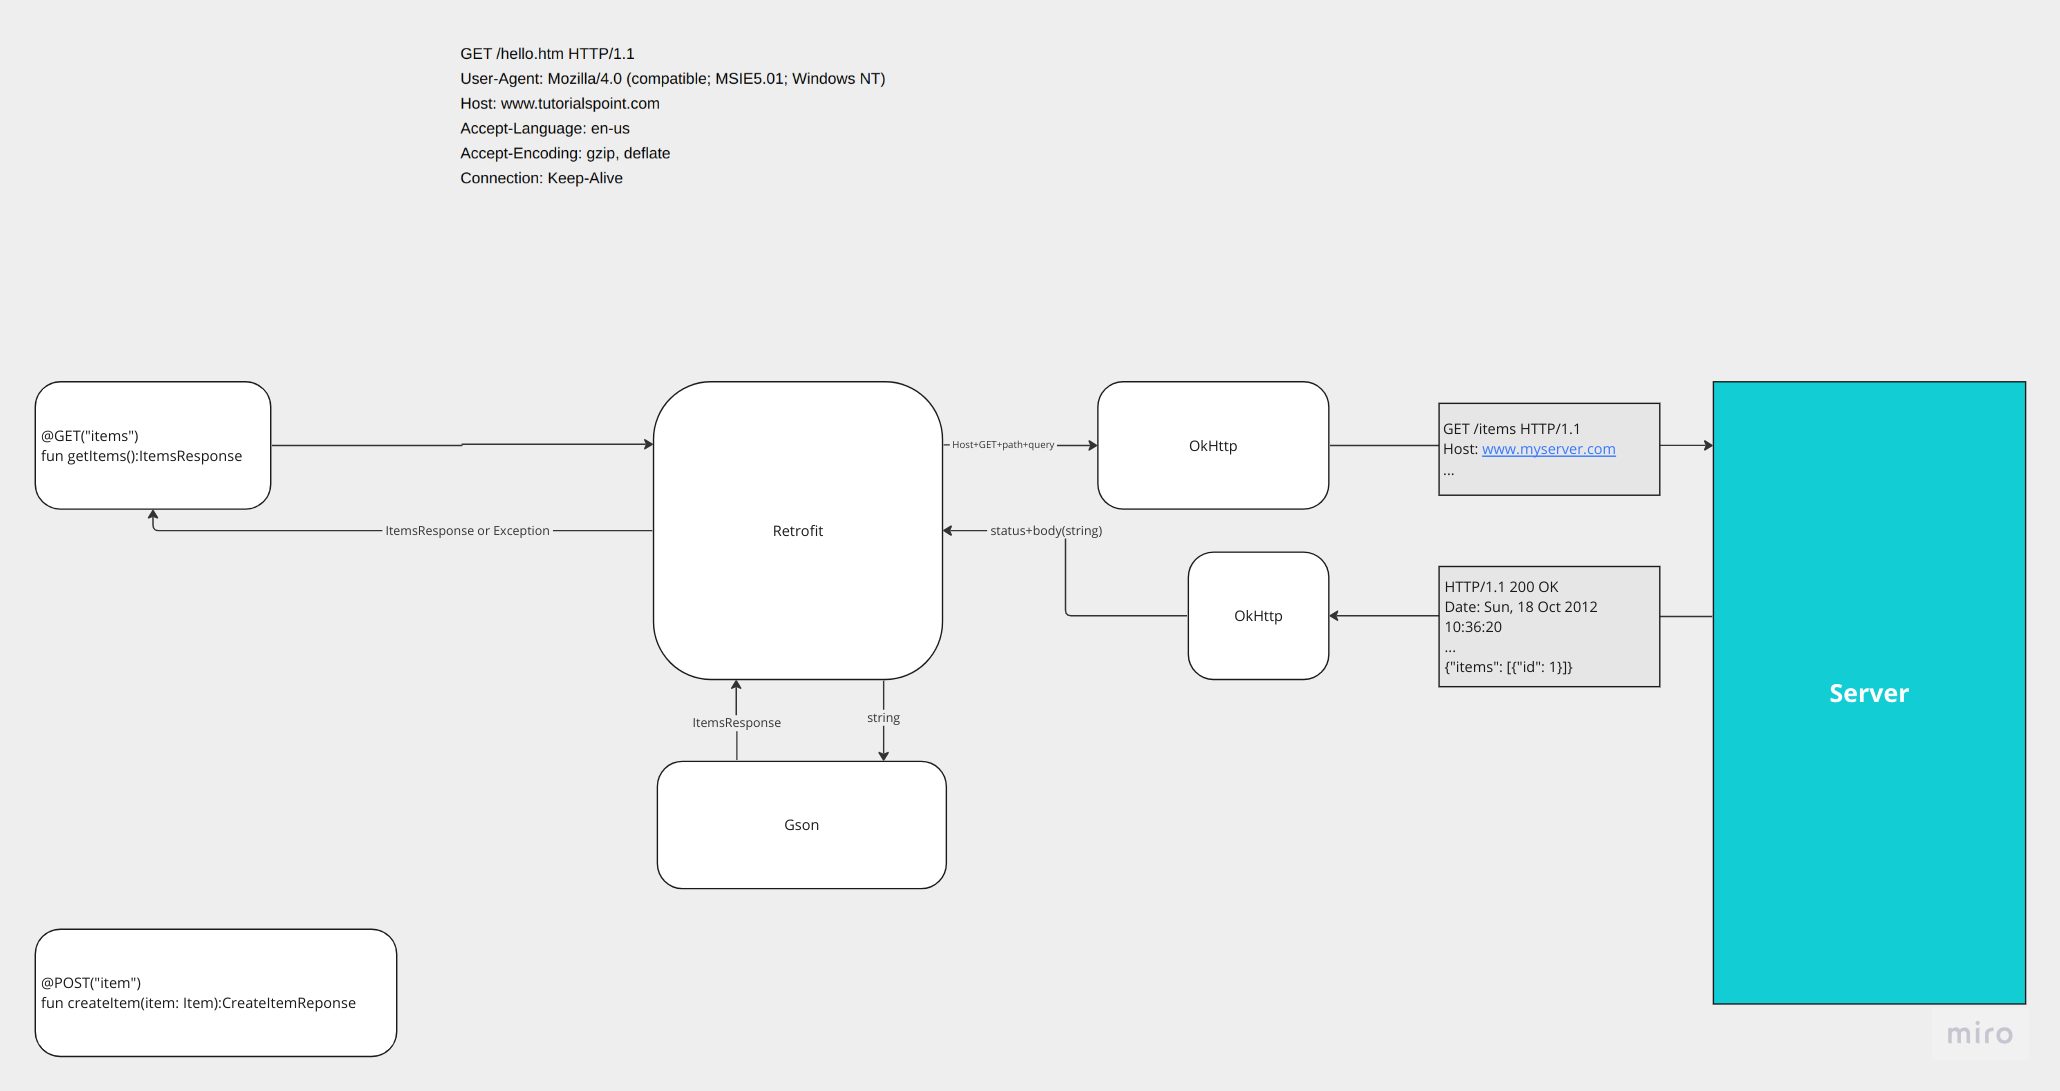 GET /hello.htm HTTP/1.1
User-Agent: Mozilla/4.0 (compatible; MSIE5.01; Windows NT)
Host: www.tutorialspoint.com
Accept-Language: en-us
Accept-Encoding: gzip, deflate
Connection: Keep-Alive
@GET("items")
fun getItems():ItemsResponse
ItemsResponse or Exception
Retrofit
Host+GET+path+query
OkHttp
GET /items HTTP/1.1
Host: www.myserver.com
...
status+body(string)
OkHttp
HTTP/1.1 200 OK
Date: Sun, 18 Oct 2012
10:36:20
...
{"items": [{"id": 1}]}
Server
ItemsResponse
string
Gson
@POST("item")
fun createItem(item: Item):CreateItemReponse
miro